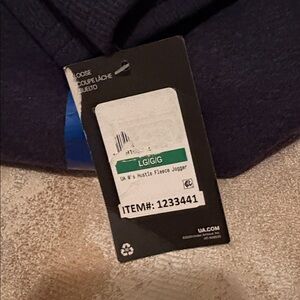 LOOSE
COUPE LÂCHE
SUELTO
LG|G|G
UA W's Hustle Fleece Jogger
ITEM#: 1233441
UA.COM